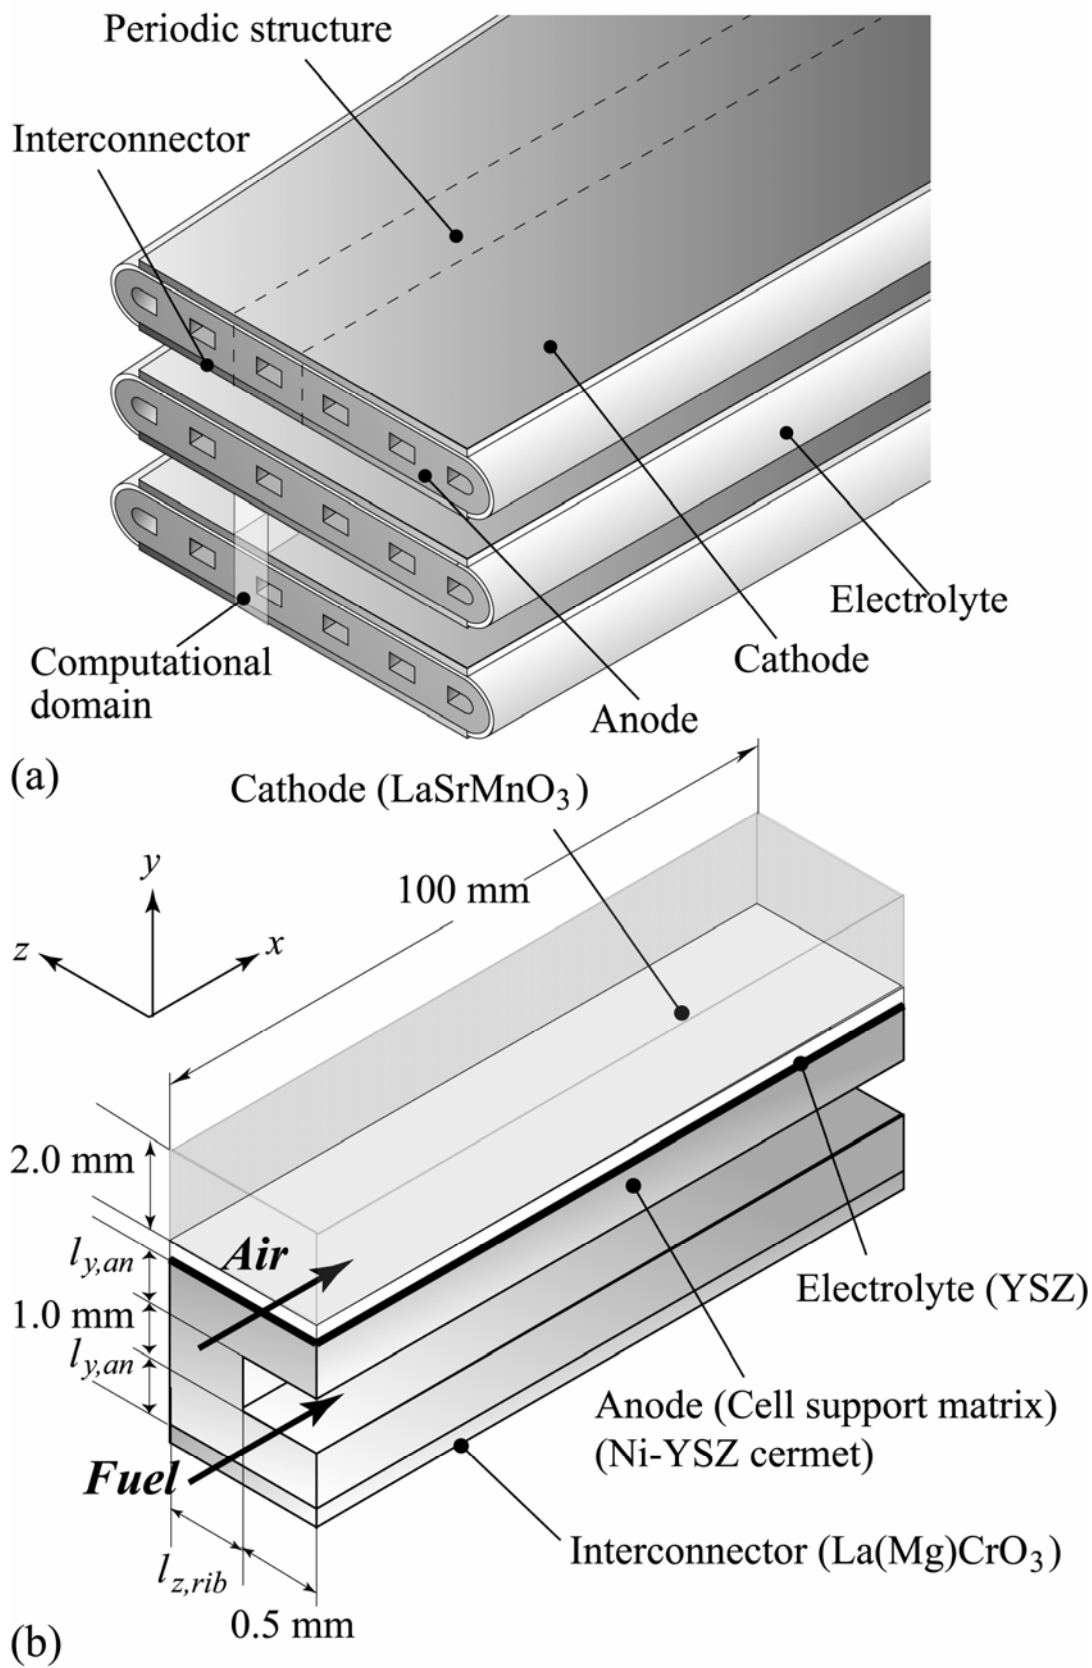 Periodic structure
Interconnector
Electrolyte
Computational
domain
Cathode
Anode
(a)
Cathode (LaSrMnO3)
y
100 mm
z
x
2.0 mm
Air
ly,an
1.0 mm
Electrolyte (YSZ)
ly,an
Anode (Cell support matrix)
(Ni-YSZ cermet)
Fuel
Interconnector (La(Mg)CrO3)
lz,rib
0.5 mm
(b)